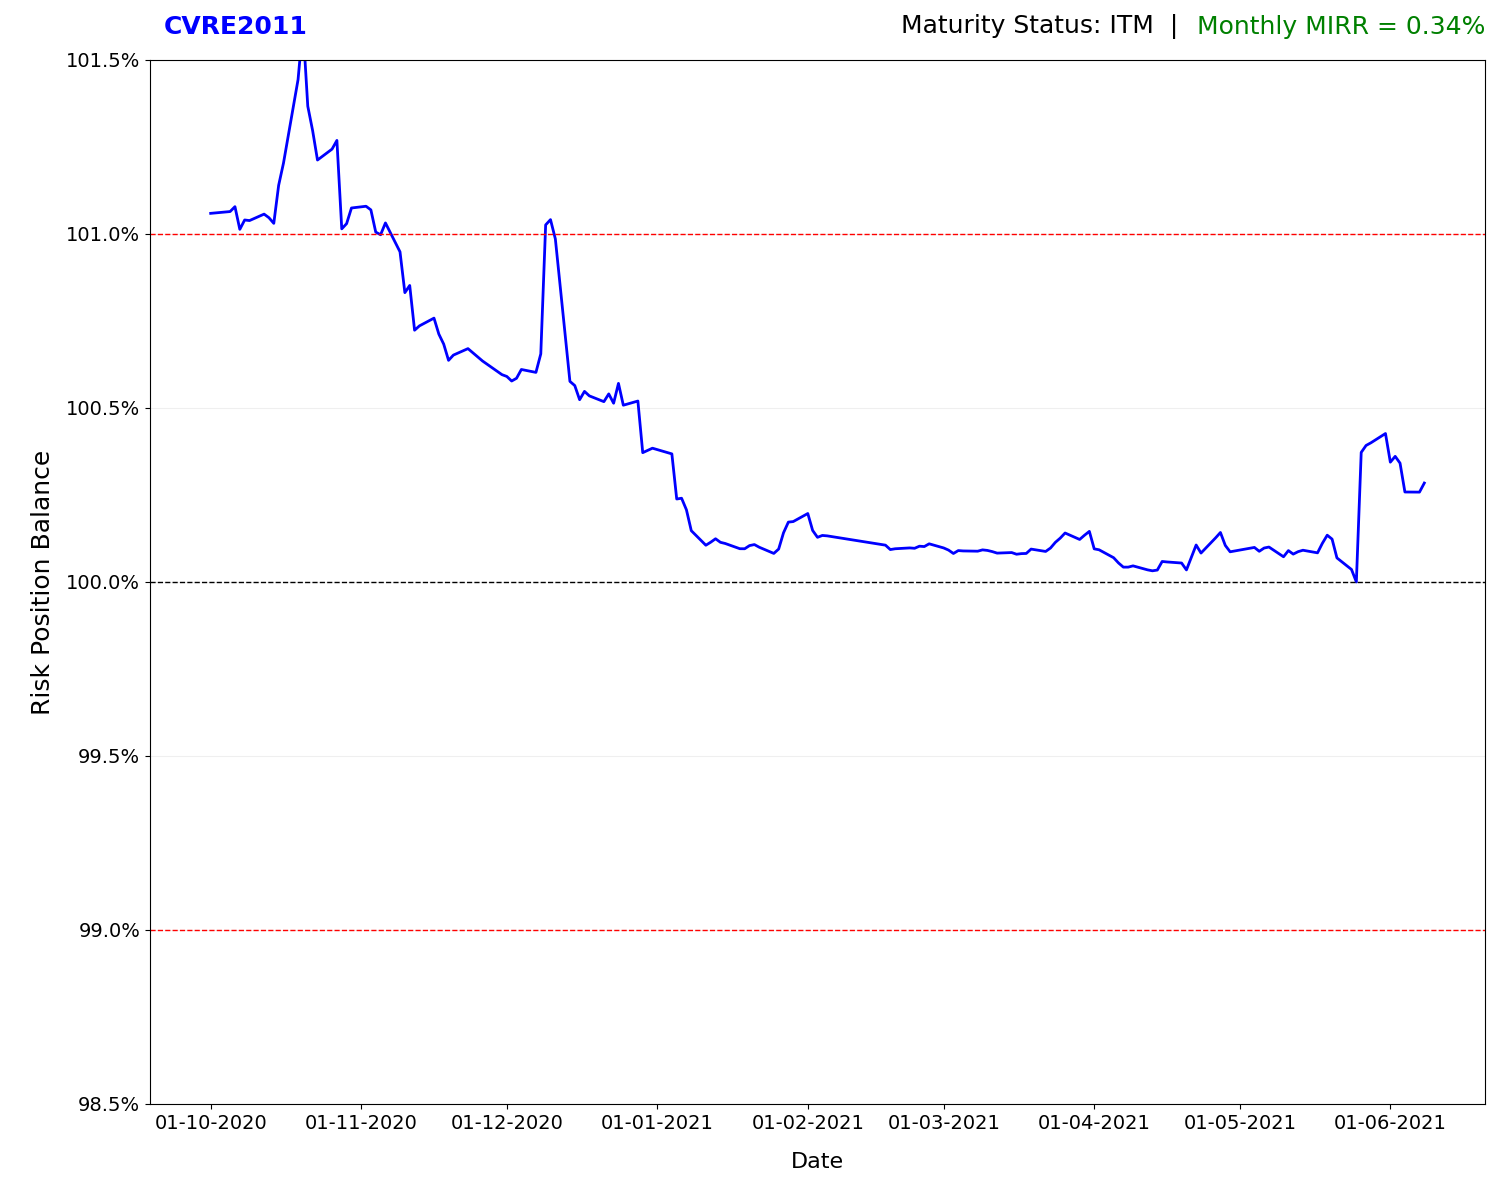 CVRE2011
Maturity Status: ITM | Monthly MIRR = 0.34%
101.5%
101.0%
100.5%
100.0%
99.5%
99.0%
98.5%
Risk Position Balance
01-10-2020 01-11-2020 01-12-2020 01-01-2021 01-02-2021 01-03-2021 01-04-2021 01-05-2021 01-06-2021
Date